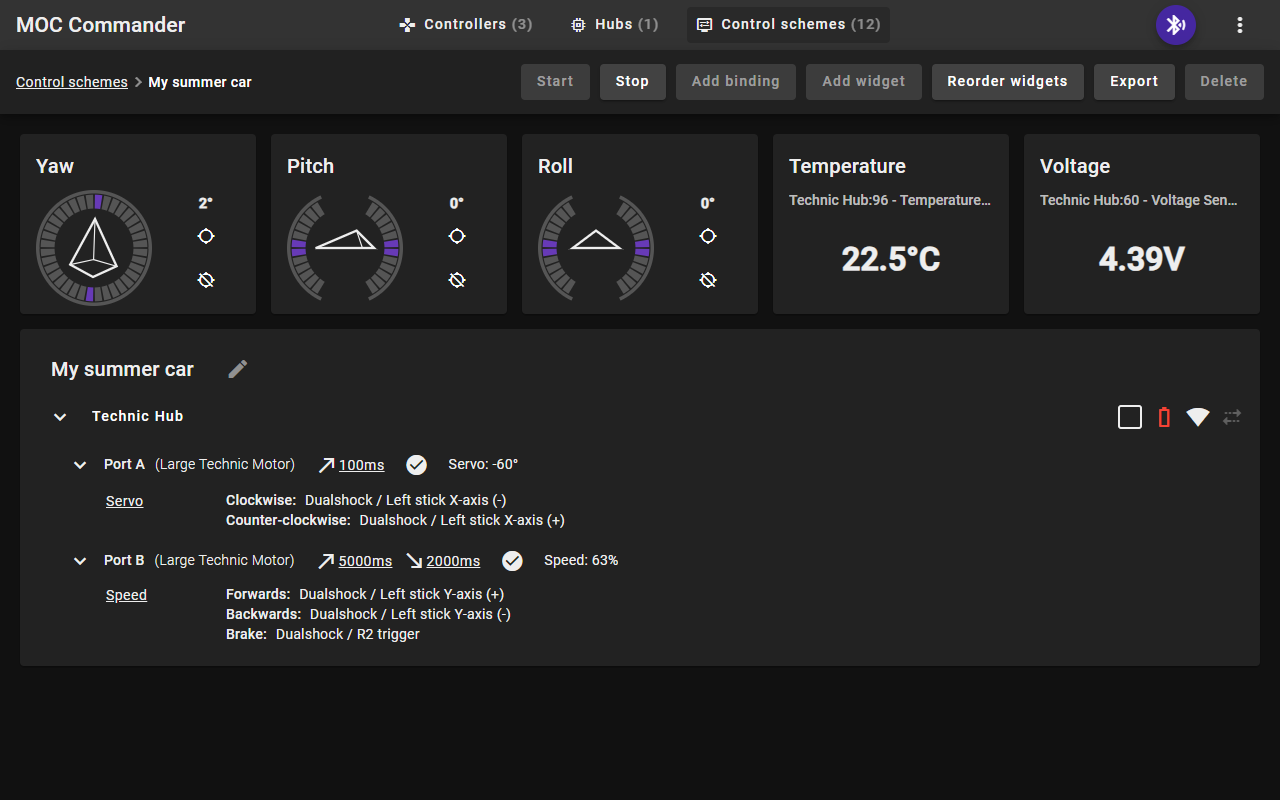 MOC Commander
Controllers (3)
Hubs (1)
Control schemes (12)
Control schemes > My summer car
Start
Stop
Add binding
Add widget
Reorder widgets
Export
Delete
Yaw
2°
Pitch
0°
Roll
0°
Temperature
Technic Hub:96 - Temperature...
22.5°C
Voltage
Technic Hub:60 - Voltage Sen...
4.39V
My summer car
Technic Hub
Port A (Large Technic Motor) 100ms Servo: -60°
Servo
Clockwise: Dualshock / Left stick X-axis (-)
Counter-clockwise: Dualshock / Left stick X-axis (+)
Port B (Large Technic Motor) 5000ms 2000ms Speed: 63%
Speed
Forwards: Dualshock / Left stick Y-axis (+)
Backwards: Dualshock / Left stick Y-axis (-)
Brake: Dualshock / R2 trigger